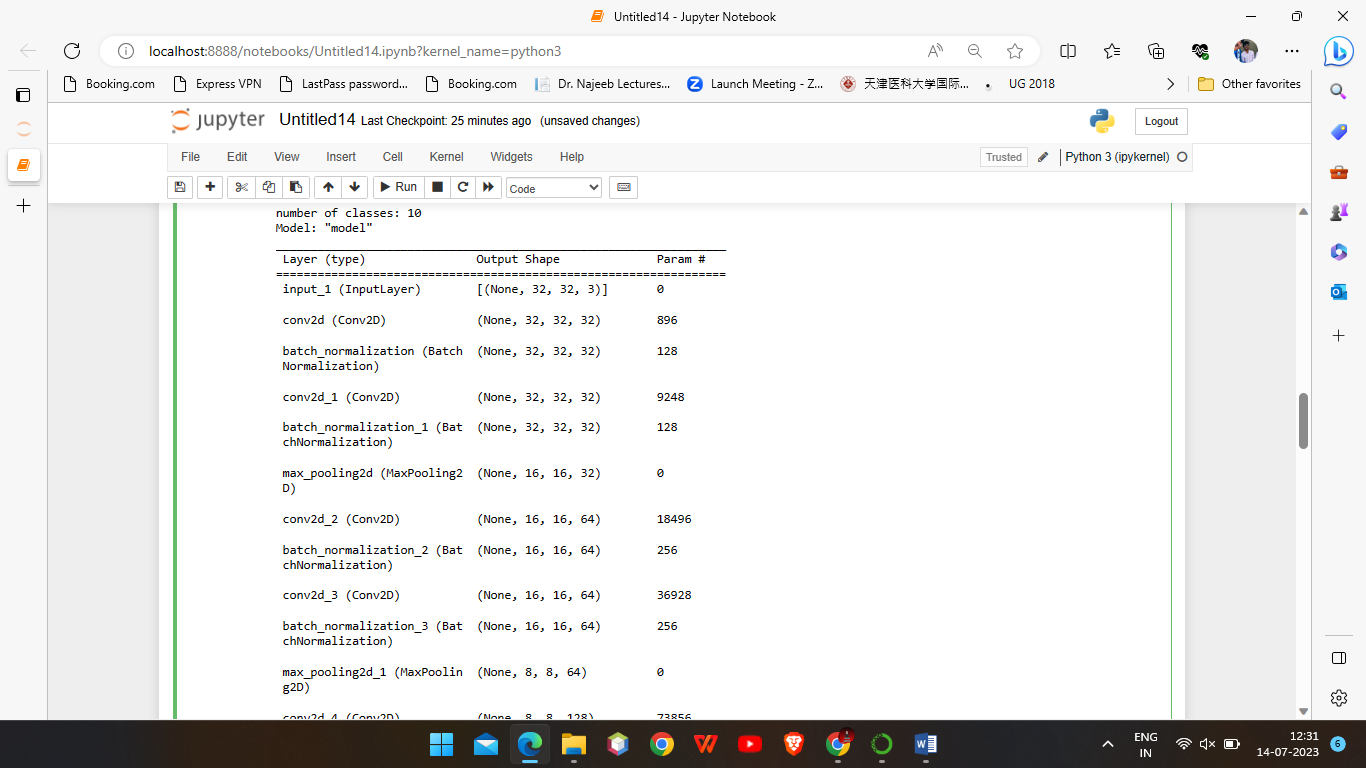 Untitled14 - Jupyter Notebook
localhost:8888/notebooks/Untitled14.ipynb?kernel_name=python3
Booking.com Express VPN LastPass password... Booking.com Dr. Najeeb Lectures... Launch Meeting - Z... 天津医科大学国际... UG 2018 Other favorites
jupyter Untitled14 Last Checkpoint: 25 minutes ago (unsaved changes) Logout
File Edit View Insert Cell Kernel Widgets Help Trusted Python 3 (ipykernel)
Run Code
number of classes: 10
Model: "model"
Layer (type) Output Shape Param #
input_1 (InputLayer) [(None, 32, 32, 3)] 0
conv2d (Conv2D) (None, 32, 32, 32) 896
batch_normalization (Batch (None, 32, 32, 32) 128
Normalization)
conv2d_1 (Conv2D) (None, 32, 32, 32) 9248
batch_normalization_1 (Bat (None, 32, 32, 32) 128
chNormalization)
max_pooling2d (MaxPooling2 (None, 16, 16, 32) 0
D)
conv2d_2 (Conv2D) (None, 16, 16, 64) 18496
batch_normalization_2 (Bat (None, 16, 16, 64) 256
chNormalization)
conv2d_3 (Conv2D) (None, 16, 16, 64) 36928
batch_normalization_3 (Bat (None, 16, 16, 64) 256
chNormalization)
max_pooling2d_1 (MaxPoolin (None, 8, 8, 64) 0
g2D)
conv2d_4 (Conv2D) (None, 8, 8, 128) 73856
ENG 12:31
IN 14-07-2023 6